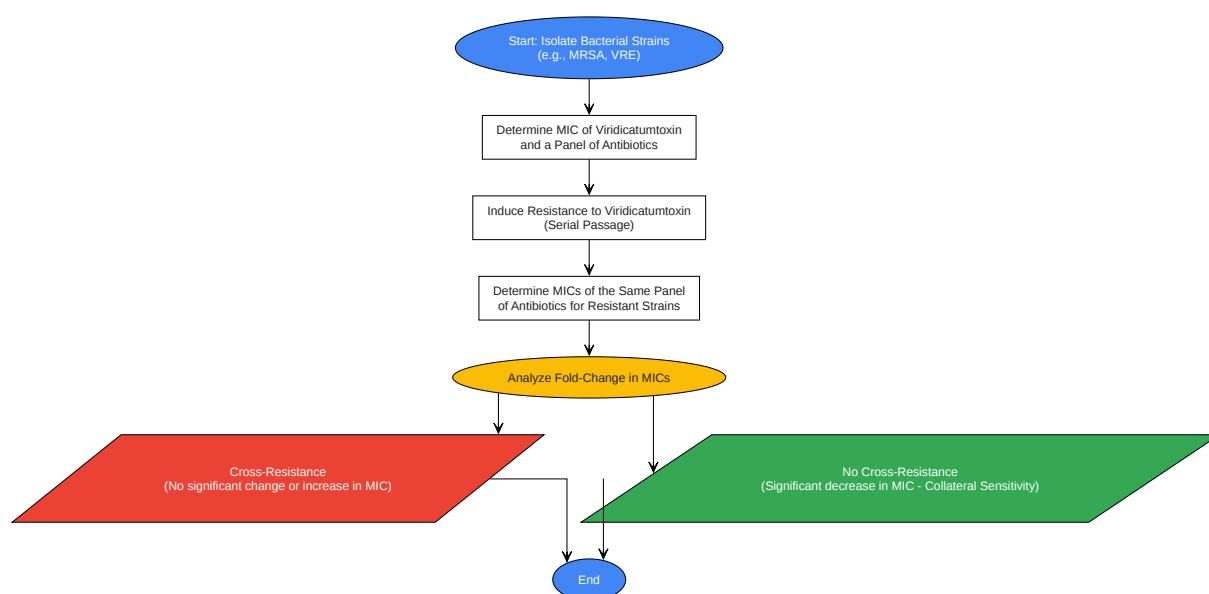 Start: Isolate Bacterial Strains
(e.g., MRSA, VRE)
Determine MIC of Viridicatumtoxin
and a Panel of Antibiotics
Induce Resistance to Viridicatumtoxin
(Serial Passage)
Determine MICs of the Same Panel
of Antibiotics for Resistant Strains
Analyze Fold-Change in MICs
Cross-Resistance
(No significant change or increase in MIC)
No Cross-Resistance
(Significant decrease in MIC - Collateral Sensitivity)
End